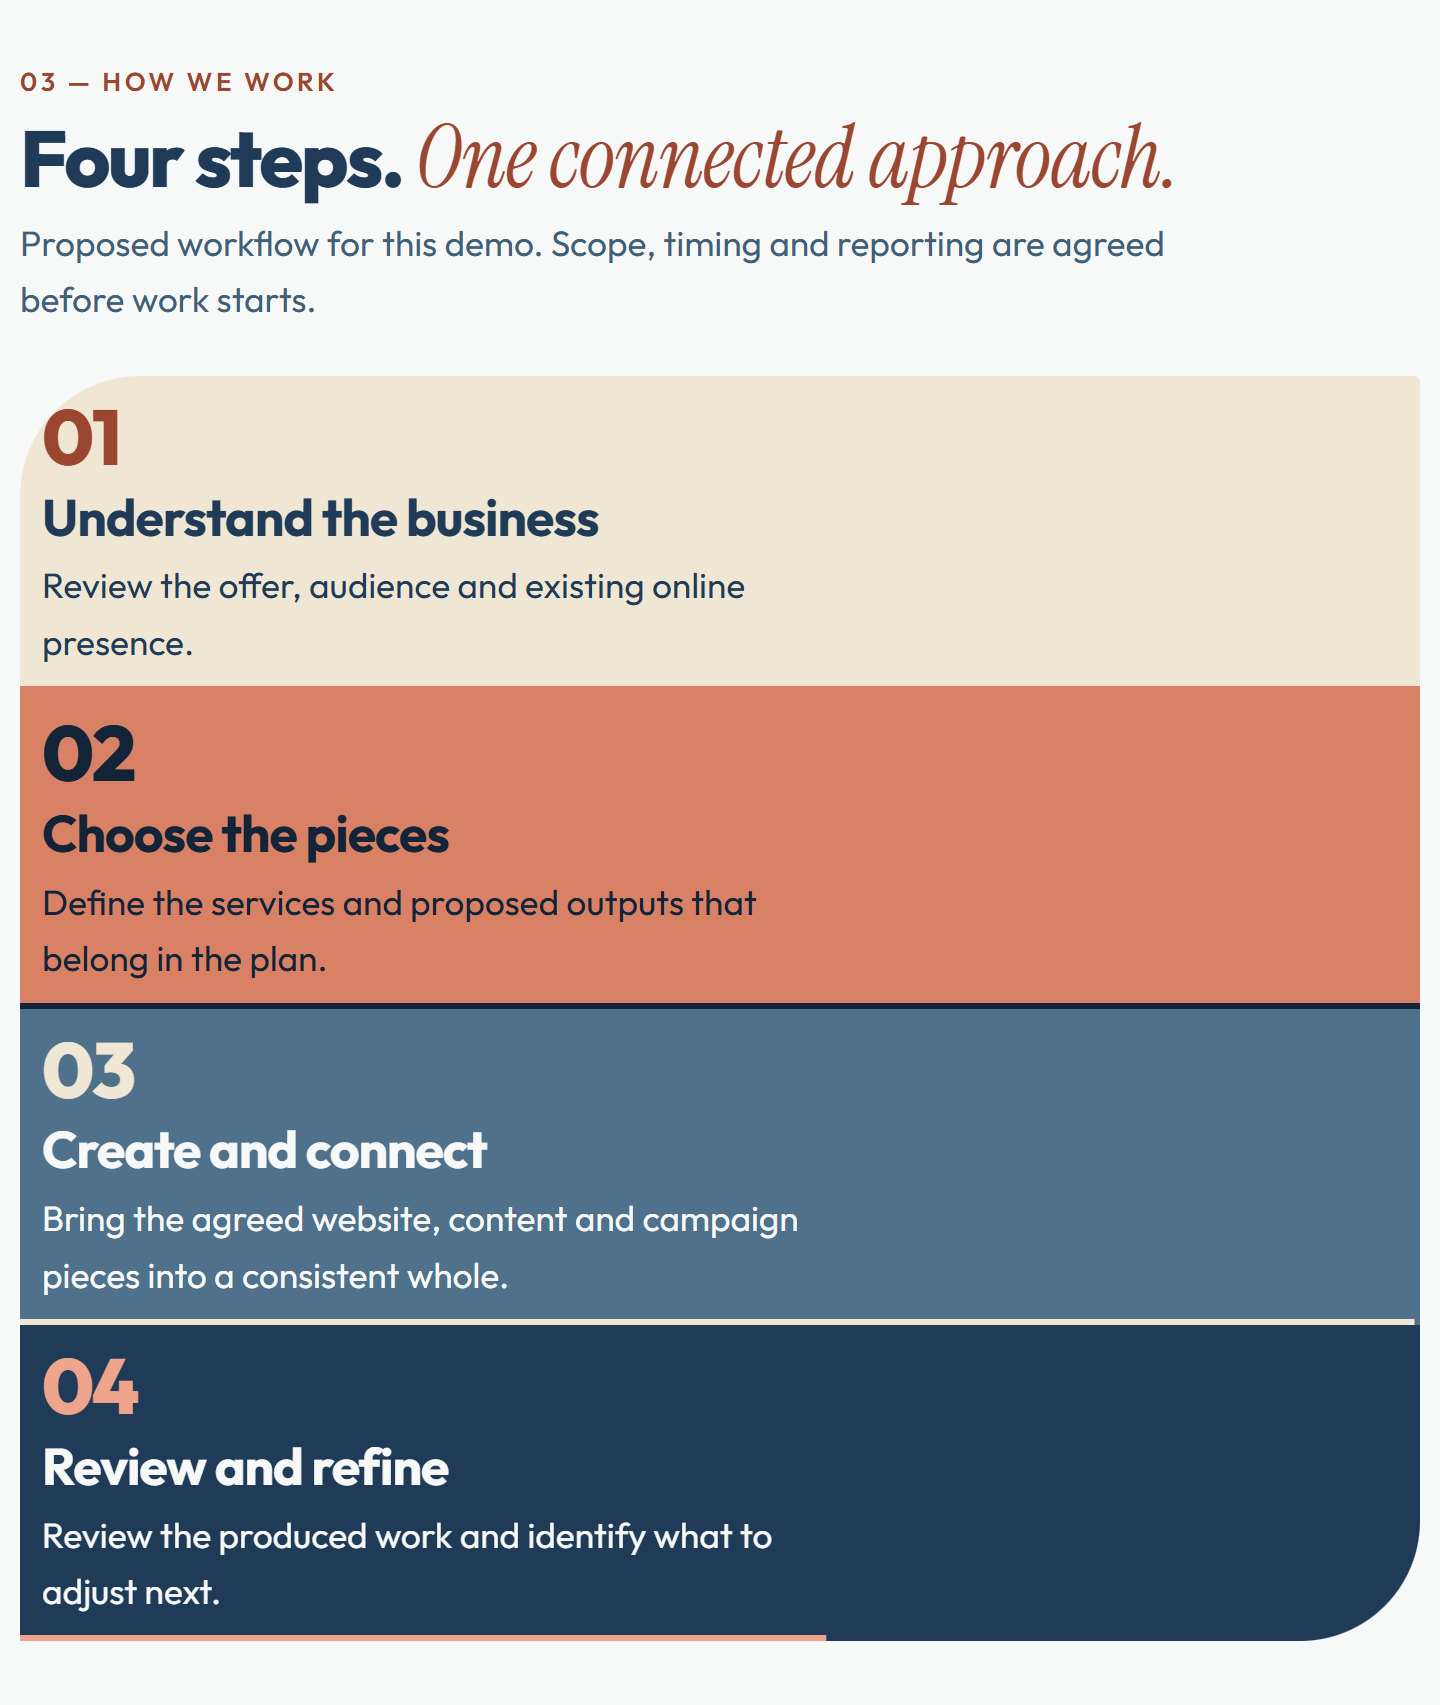 03 — HOW WE WORK
Four steps. One connected approach.
Proposed workflow for this demo. Scope, timing and reporting are agreed
before work starts.
01
Understand the business
Review the offer, audience and existing online
presence.
02
Choose the pieces
Define the services and proposed outputs that
belong in the plan.
03
Create and connect
Bring the agreed website, content and campaign
pieces into a consistent whole.
04
Review and refine
Review the produced work and identify what to
adjust next.